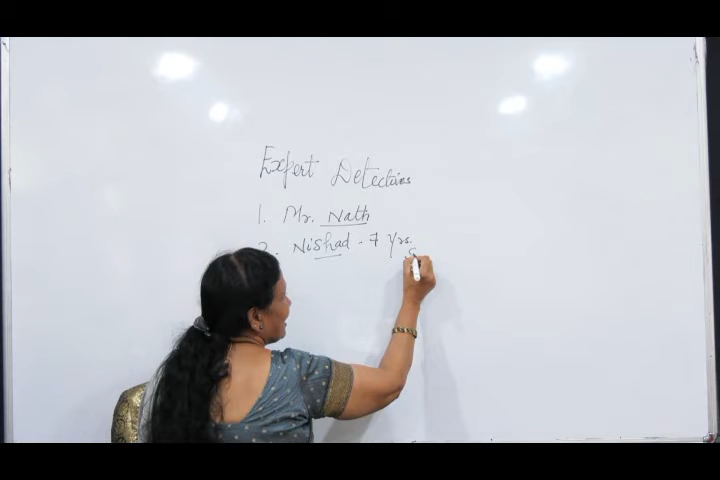 Expert Detectives
1. Mr. Nath
2. Nishad - 7 Yrs.